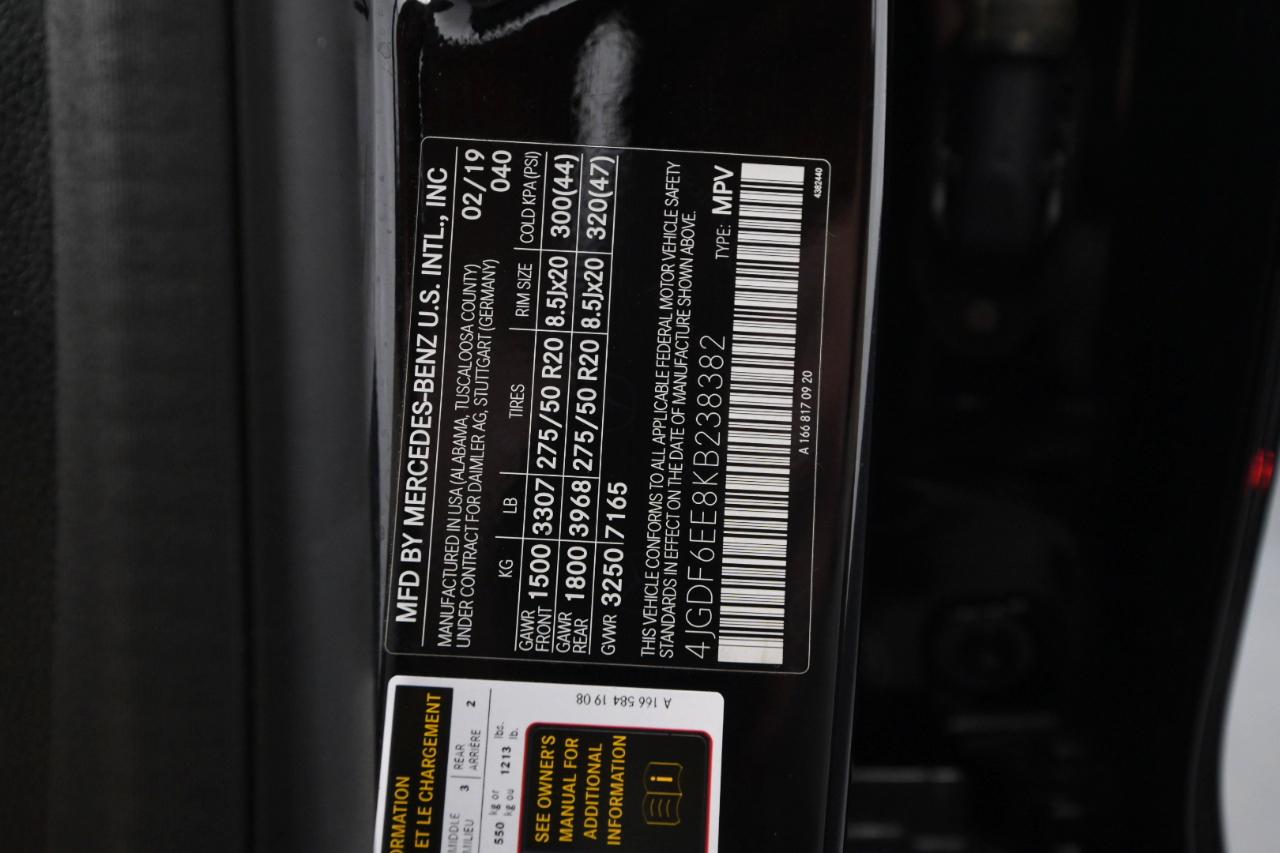 MFD BY MERCEDES-BENZ U.S. INTL., INC
MANUFACTURED IN USA (ALABAMA, TUSCALOOSA COUNTY) 02/19
UNDER CONTRACT FOR DAIMLER AG, STUTTGART (GERMANY) 040
KG LB TIRES RIM SIZE COLD KPA (PSI)
GAWR FRONT 1500 3307 275/50 R20 8.5Jx20 300(44)
GAWR REAR 1800 3968 275/50 R20 8.5Jx20 320(47)
GVWR 3250 7165
THIS VEHICLE CONFORMS TO ALL APPLICABLE FEDERAL MOTOR VEHICLE SAFETY
STANDARDS IN EFFECT ON THE DATE OF MANUFACTURE SHOWN ABOVE.
4JGDF6EE8KB238382 TYPE: MPV
A 166 817 09 20
4382440
ORMATION
ET LE CHARGEMENT
MIDDLE 3 REAR 2
MILIEU ARRIÈRE
550 kg or 1213 lbs.
kg ou lb.
SEE OWNER'S
MANUAL FOR
ADDITIONAL
INFORMATION
i
A 166 584 19 08